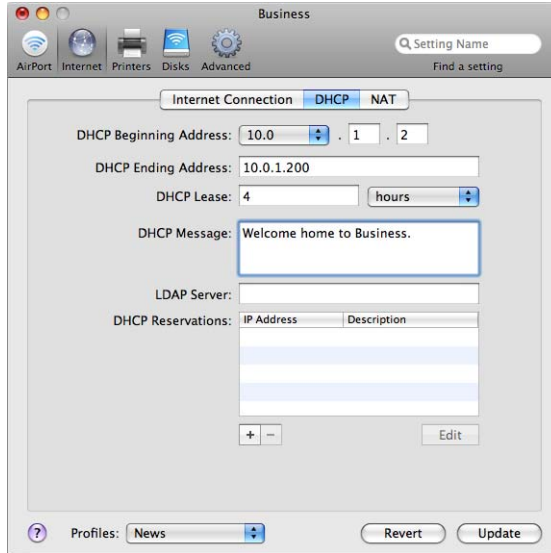 Business
Setting Name
AirPort Internet Printers Disks Advanced
Find a setting
Internet Connection DHCP NAT
DHCP Beginning Address: 10.0 . 1 . 2
DHCP Ending Address: 10.0.1.200
DHCP Lease: 4 hours
DHCP Message: Welcome home to Business.
LDAP Server:
DHCP Reservations: IP Address Description
+ − Edit
? Profiles: News Revert Update